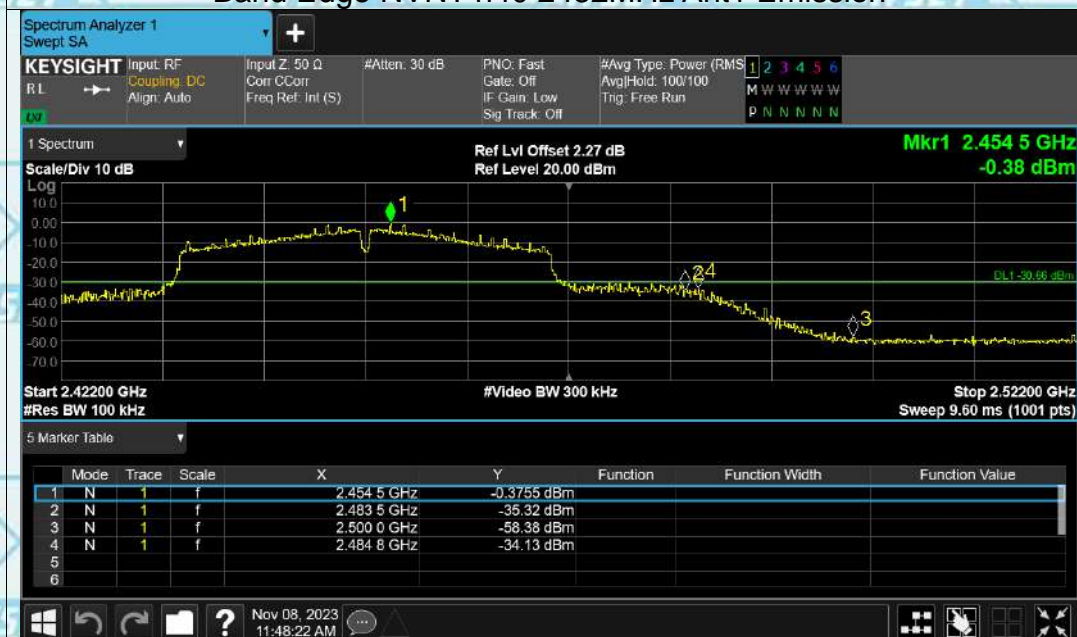 Spectrum Analyzer 1
Swept SA
KEYSIGHT
RL
Input: RF
Coupling: DC
Align: Auto
Input Z: 50 Ω
Corr CCorr
Freq Ref: Int (S)
#Atten: 30 dB
PNO: Fast
Gate: Off
IF Gain: Low
Sig Track: Off
#Avg Type: Power (RMS
Avg|Hold: 100/100
Trig: Free Run
1 2 3 4 5 6
M W W W W W
P N N N N N
1 Spectrum
Scale/Div 10 dB
Ref Lvl Offset 2.27 dB
Ref Level 20.00 dBm
Mkr1 2.454 5 GHz
-0.38 dBm
Log
10.0
0.00
-10.0
-20.0
-30.0
-40.0
-50.0
-60.0
-70.0
1
2
4
3
DL1 -30.66 dBm
Start 2.42200 GHz
#Res BW 100 kHz
#Video BW 300 kHz
Stop 2.52200 GHz
Sweep 9.60 ms (1001 pts)
5 Marker Table
Mode Trace Scale X Y Function Function Width Function Value
1 N 1 f 2.454 5 GHz -0.3755 dBm
2 N 1 f 2.483 5 GHz -35.32 dBm
3 N 1 f 2.500 0 GHz -58.38 dBm
4 N 1 f 2.484 8 GHz -34.13 dBm
5
6
Nov 08, 2023
11:48:22 AM